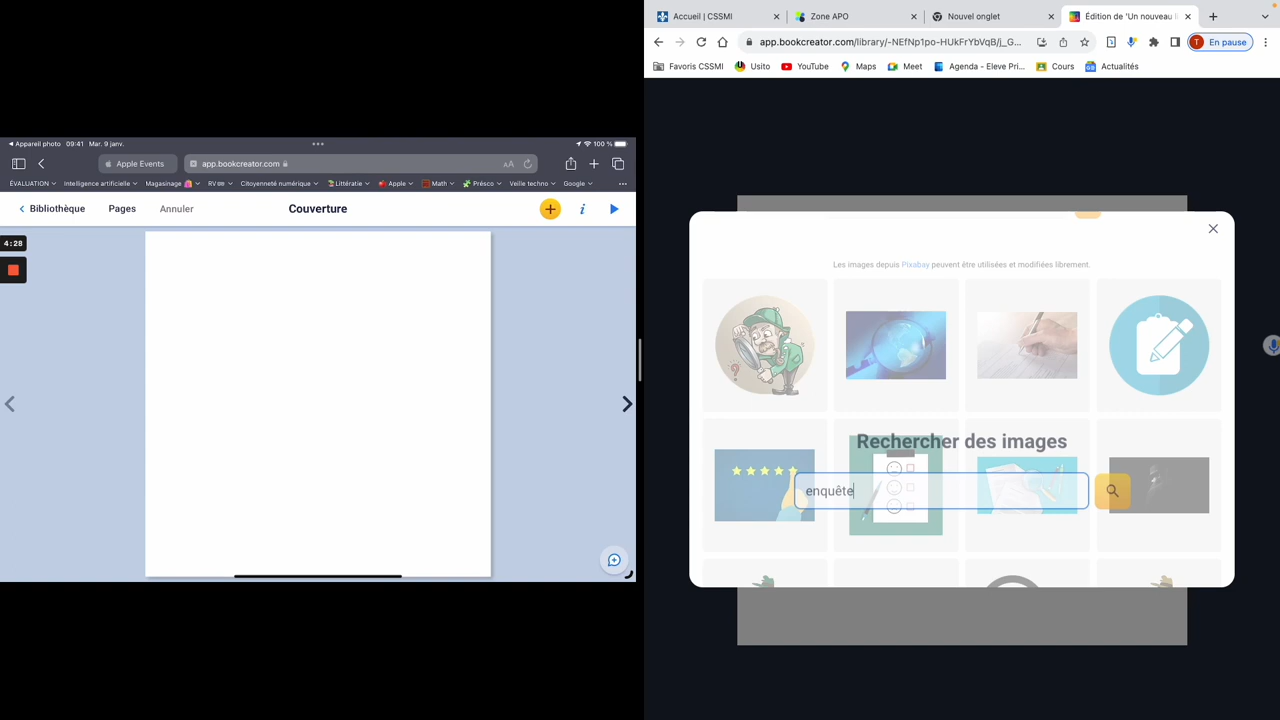 Appareil photo 09:41 Mar. 9 janv. 100 %
Apple Events app.bookcreator.com AA
ÉVALUATION Intelligence artificielle Magasinage RV Citoyenneté numérique Littératie Apple Math Présco Veille techno Google
Bibliothèque Pages Annuler Couverture
4:28
Accueil | CSSMI Zone APO Nouvel onglet Édition de 'Un nouveau li
app.bookcreator.com/library/-NEfNp1po-HUkFrYbVqB/j_G... T En pause
Favoris CSSMI Usito YouTube Maps Meet Agenda - Eleve Pri... Cours Actualités
Les images depuis Pixabay peuvent être utilisées et modifiées librement.
Rechercher des images
enquête